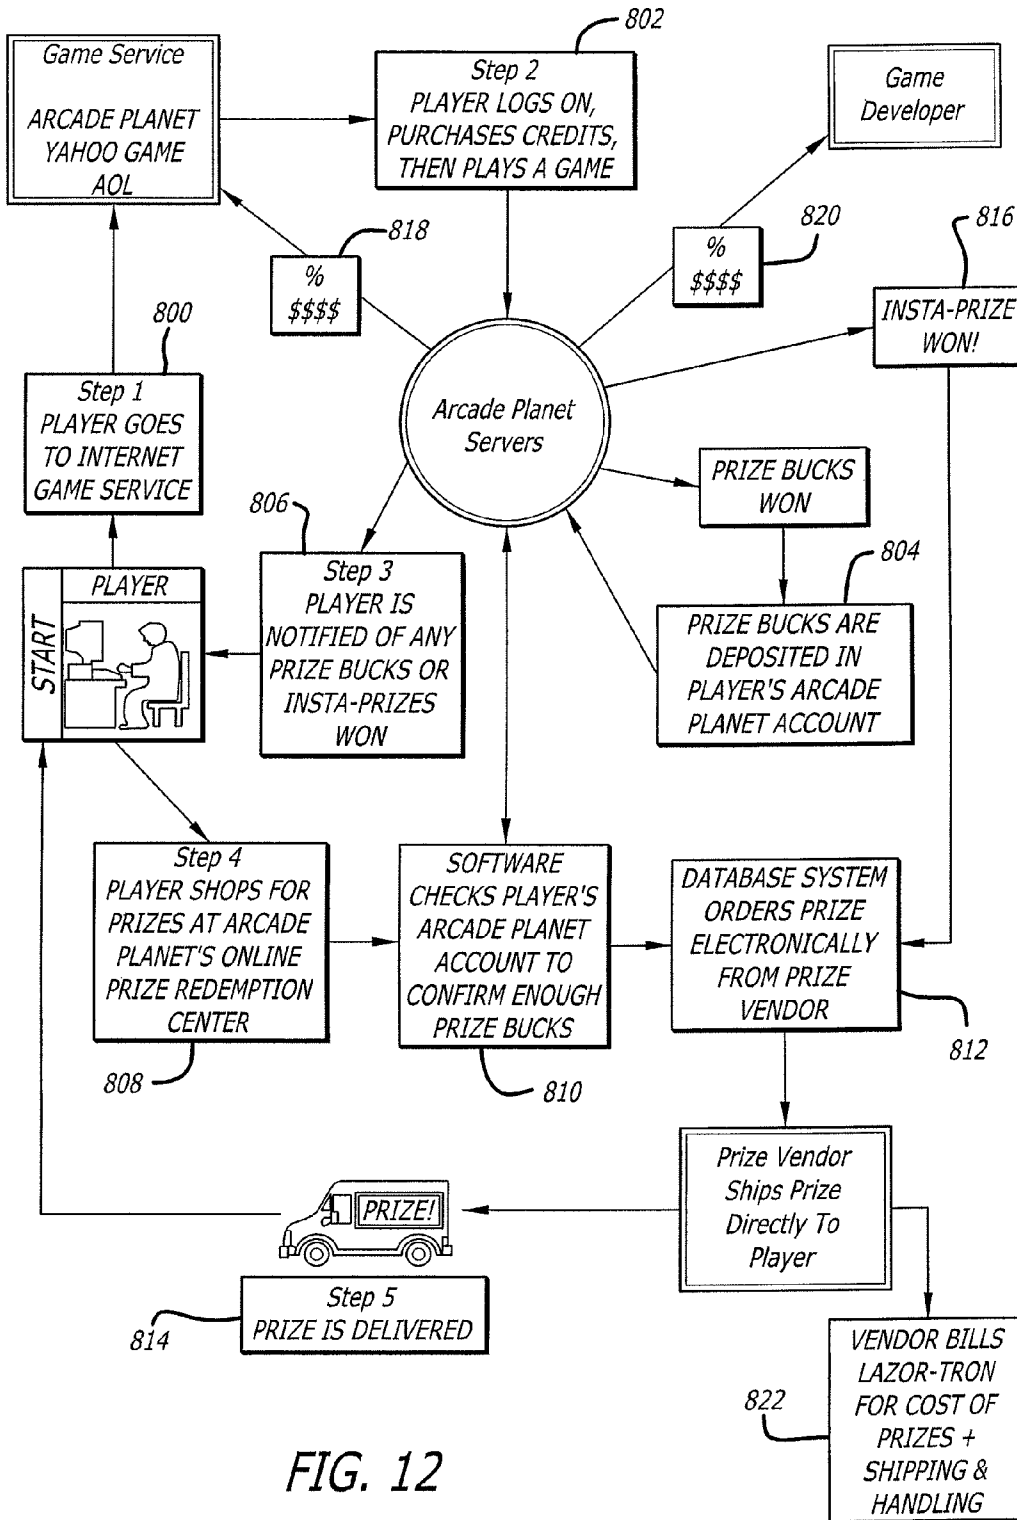 Game Service
ARCADE PLANET
YAHOO GAME
AOL
802
Step 2
PLAYER LOGS ON,
PURCHASES CREDITS,
THEN PLAYS A GAME
Game
Developer
818
%
$$$$
820
%
$$$$
816
INSTA-PRIZE
WON!
800
Step 1
PLAYER GOES
TO INTERNET
GAME SERVICE
Arcade Planet
Servers
PRIZE BUCKS
WON
804
PRIZE BUCKS ARE
DEPOSITED IN
PLAYER'S ARCADE
PLANET ACCOUNT
806
Step 3
PLAYER IS
NOTIFIED OF ANY
PRIZE BUCKS OR
INSTA-PRIZES
WON
START
PLAYER
Step 4
PLAYER SHOPS FOR
PRIZES AT ARCADE
PLANET'S ONLINE
PRIZE REDEMPTION
CENTER
808
SOFTWARE
CHECKS PLAYER'S
ARCADE PLANET
ACCOUNT TO
CONFIRM ENOUGH
PRIZE BUCKS
810
DATABASE SYSTEM
ORDERS PRIZE
ELECTRONICALLY
FROM PRIZE
VENDOR
812
Prize Vendor
Ships Prize
Directly To
Player
PRIZE!
Step 5
PRIZE IS DELIVERED
814
VENDOR BILLS
LAZOR-TRON
FOR COST OF
PRIZES +
SHIPPING &
HANDLING
822
FIG. 12